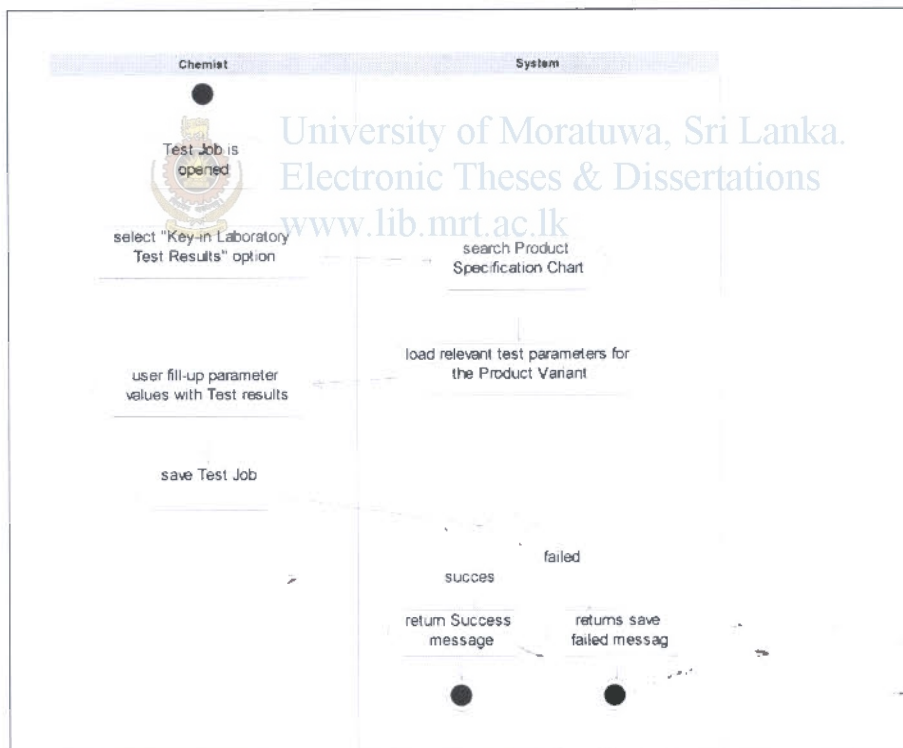 Chemist
System
University of Moratuwa, Sri Lanka.
Electronic Theses & Dissertations
www.lib.mrt.ac.lk
Test Job is
opened
select "Key-in Laboratory
Test Results" option
search Product
Specification Chart
load relevant test parameters for
the Product Variant
user fill-up parameter
values with Test results
save Test Job
failed
succes
return Success
message
returns save
failed messag